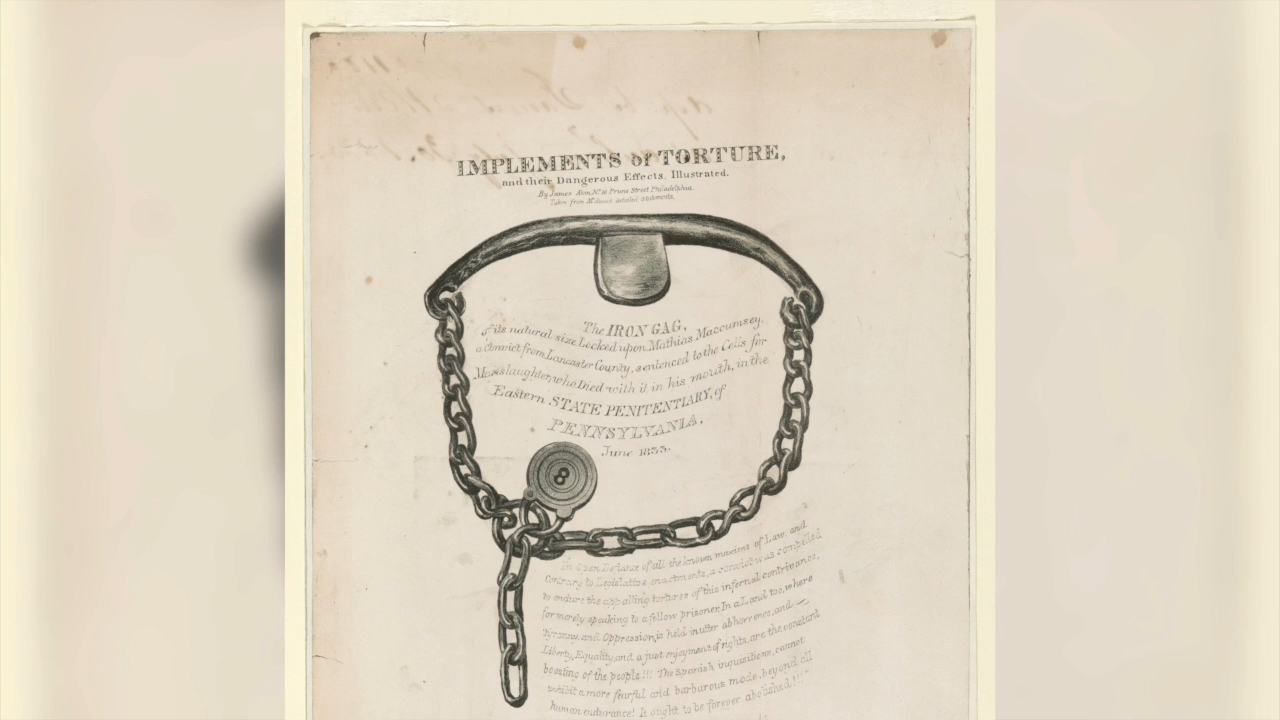 IMPLEMENTS of TORTURE,
and their Dangerous Effects, Illustrated.
By James Akin, No. 18 Prune Street Philadelphia.
Taken from detailed statements.
The IRON GAG,
of its natural size Locked upon Mathias Maccumsey,
a Convict from Lancaster County, sentenced to the Cells for
Manslaughter, who Died with it in his mouth, in the
Eastern STATE PENITENTIARY, of
PENNSYLVANIA,
June 1833.
In Open Defiance of all the known maxims of Law, and
Contrary to Legislative enactments, a convict was compelled
to endure the appalling tortures of this infernal contrivance,
for merely speaking to a fellow prisoner. In a Land too, where
Tyranny and Oppression, is held in utter abhorrence, and
Liberty, Equality, and a just enjoyment of rights, are the constant
boasting of the people!!! The Spanish inquisitions, cannot
exhibit a more fearful and barbarous mode, beyond all
human endurance! It ought to be forever abolished!!!